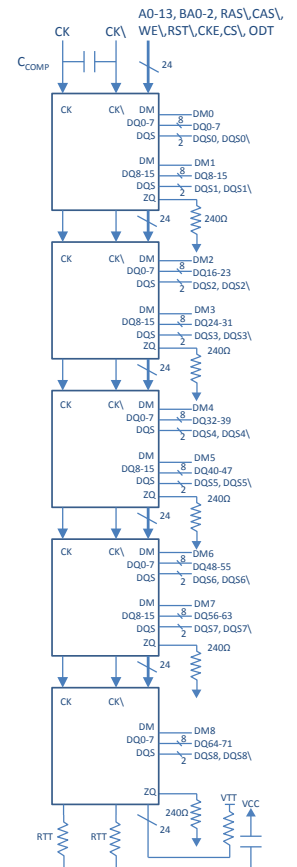 A0-13, BA0-2, RAS\,CAS\,
CK CK\ WE\,RST\,CKE,CS\, ODT
CCOMP 24
CK CK\ DM DM0
DQ0-7 8 DQ0-7
DQS 2 DQS0, DQS0\
DM DM1
DQ8-15 8 DQ8-15
DQS 2 DQS1, DQS1\
ZQ
24 240Ω
CK CK\ DM DM2
DQ0-7 8 DQ16-23
DQS 2 DQS2, DQS2\
DM DM3
DQ8-15 8 DQ24-31
DQS 2 DQS3, DQS3\
ZQ 240Ω
24
CK CK\ DM DM4
DQ0-7 8 DQ32-39
DQS 2 DQS4, DQS4\
DM DM5
DQ8-15 8 DQ40-47
DQS 2 DQS5, DQS5\
ZQ 240Ω
24
CK CK\ DM DM6
DQ0-7 8 DQ48-55
DQS 2 DQS6, DQS6\
DM DM7
DQ8-15 8 DQ56-63
DQS 2 DQS7, DQS7\
ZQ 240Ω
24
CK CK\
DM DM8
DQ0-7 8 DQ64-71
DQS 2 DQS8, DQS8\
ZQ
240Ω VTT VCC
RTT RTT 24